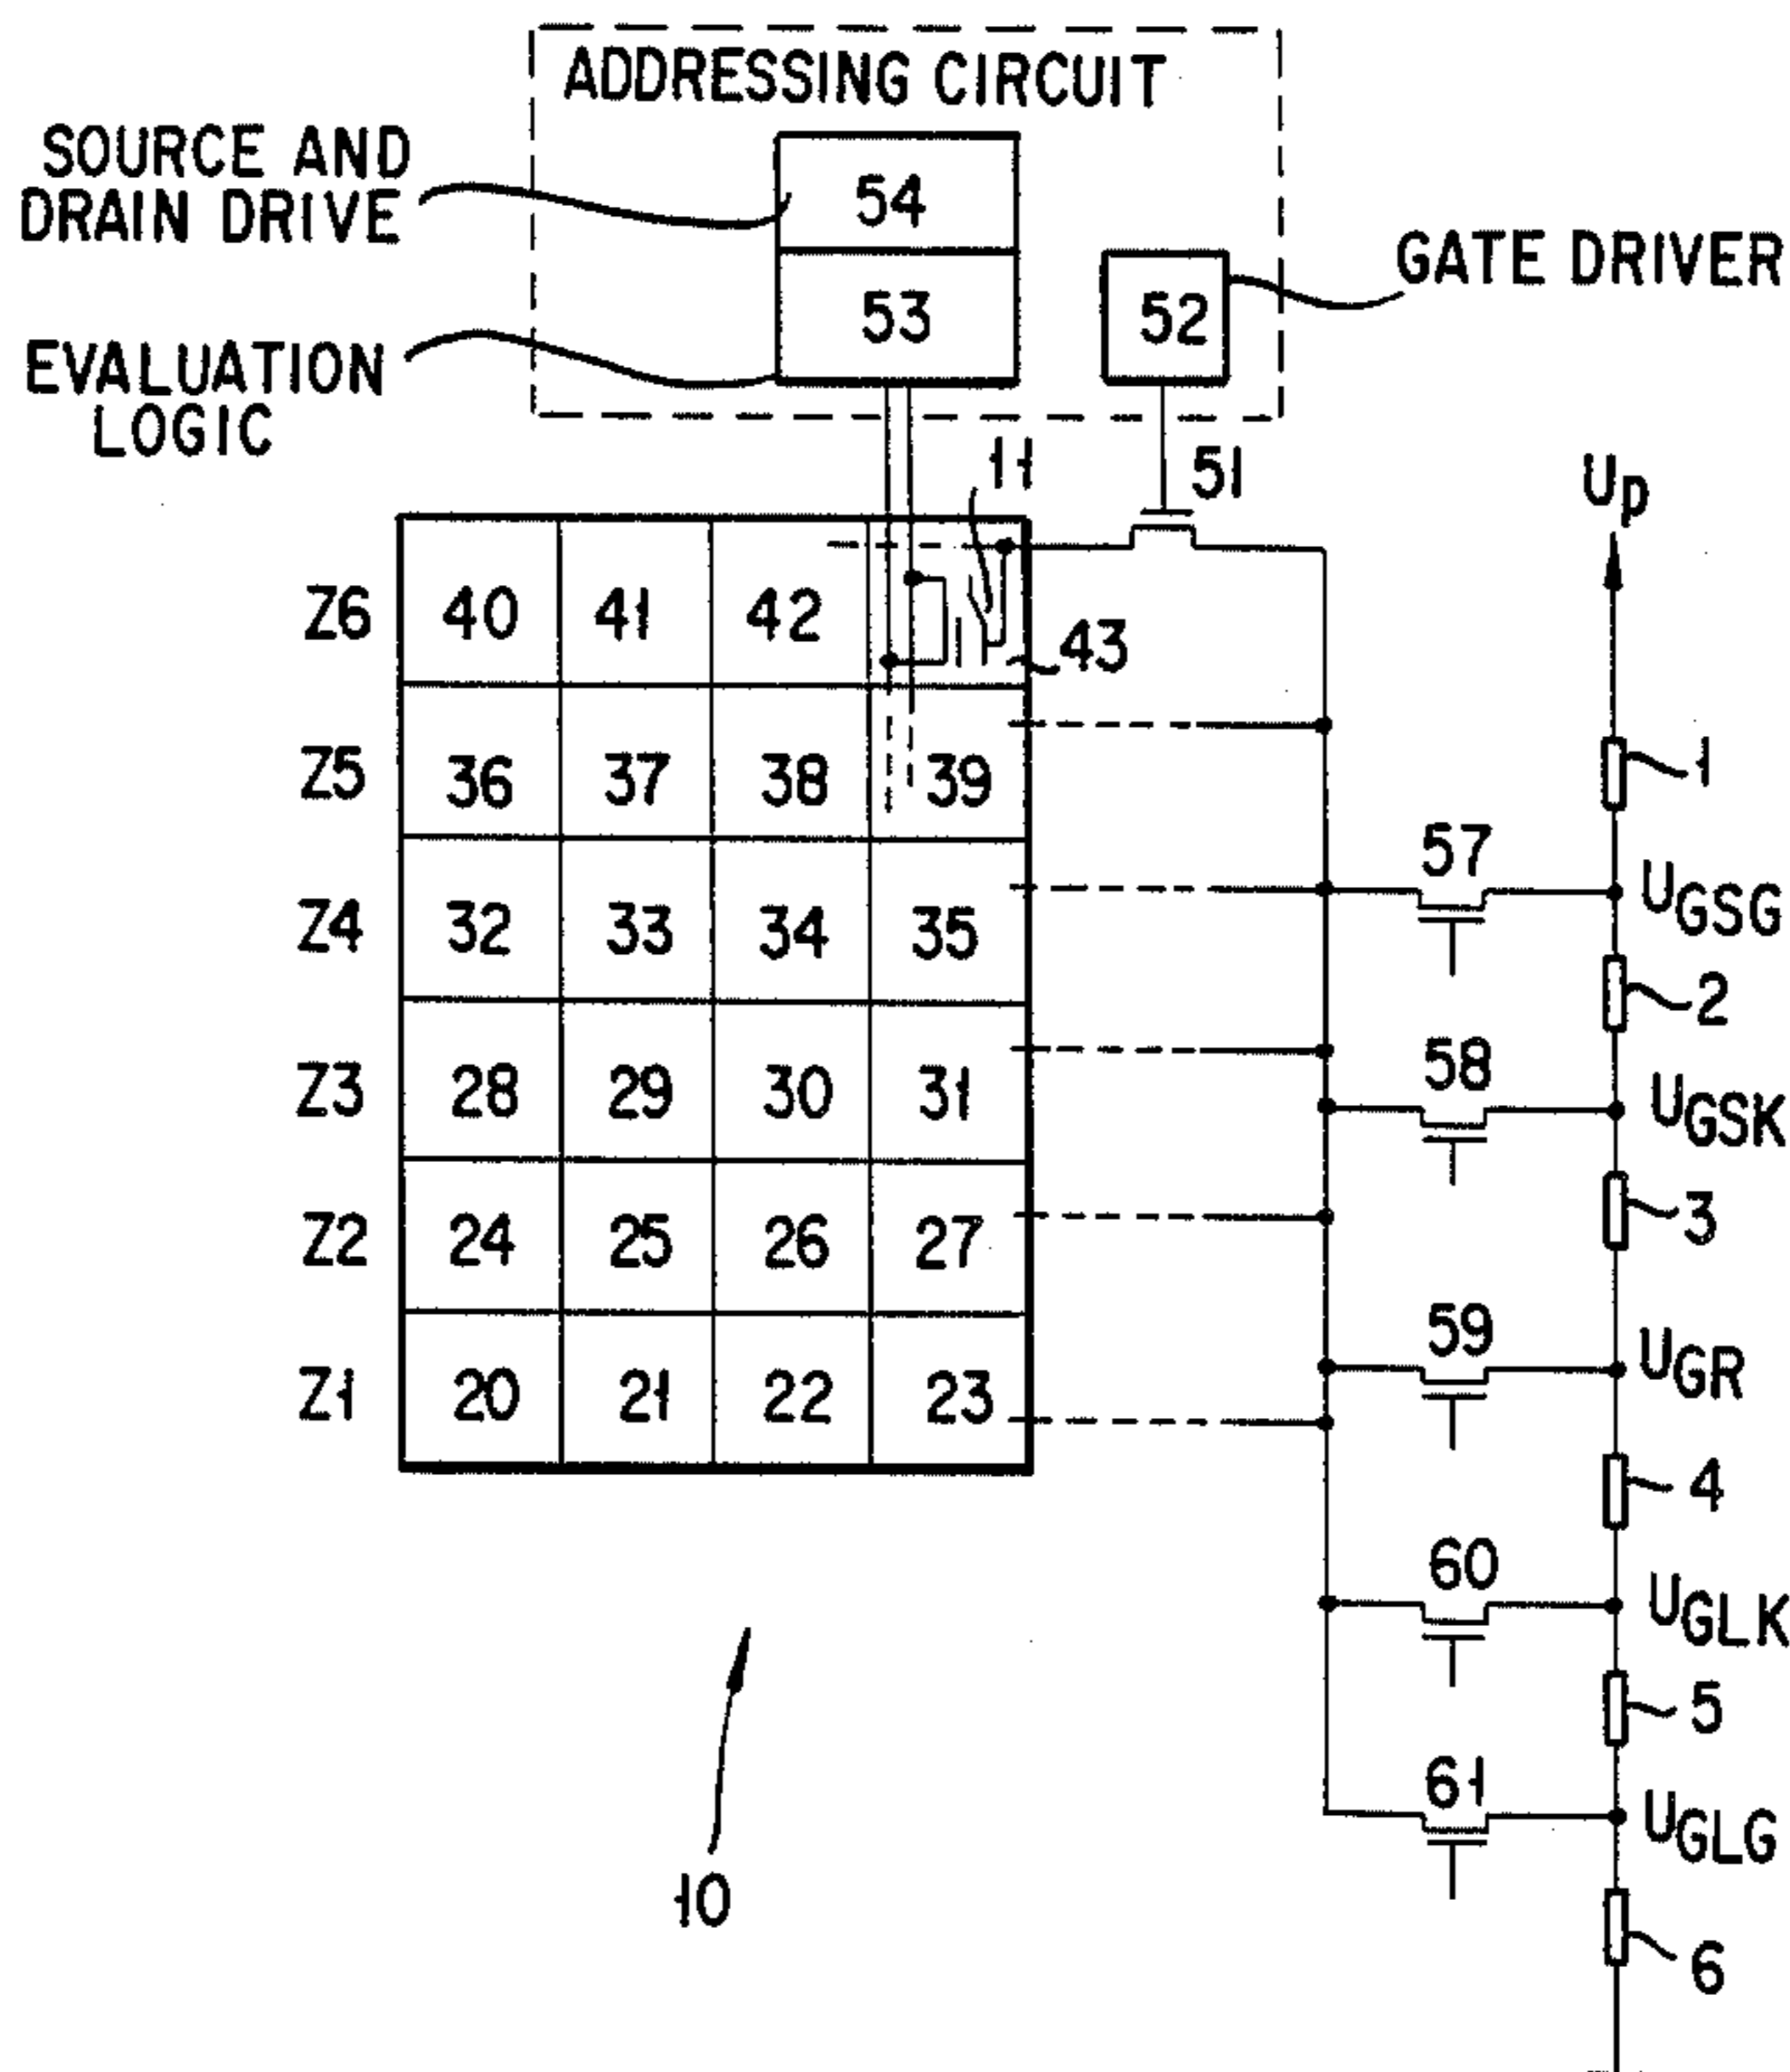 ADDRESSING CIRCUIT
SOURCE AND
DRAIN DRIVE
54
GATE DRIVER
53
52
EVALUATION
LOGIC
11
51
Up
Z6 40 41 42
43
Z5 36 37 38 39
1
57
UGSG
Z4 32 33 34 35
2
58
UGSK
Z3 28 29 30 31
3
Z2 24 25 26 27
59
UGR
Z1 20 21 22 23
4
60
UGLK
5
61
UGLG
10
6